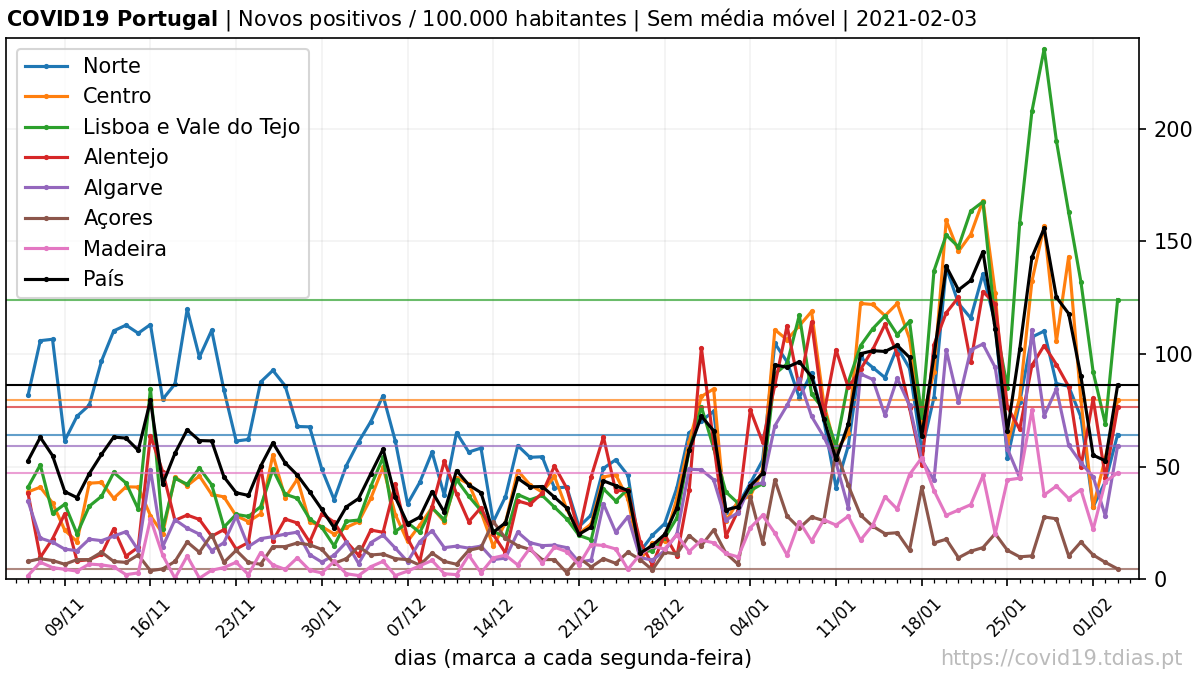 COVID19 Portugal | Novos positivos / 100.000 habitantes | Sem média móvel | 2021-02-03
Norte
Centro
Lisboa e Vale do Tejo
Alentejo
Algarve
Açores
Madeira
País
200
150
100
50
0
09/11
16/11
23/11
30/11
07/12
14/12
21/12
28/12
04/01
11/01
18/01
25/01
01/02
dias (marca a cada segunda-feira)
https://covid19.tdias.pt